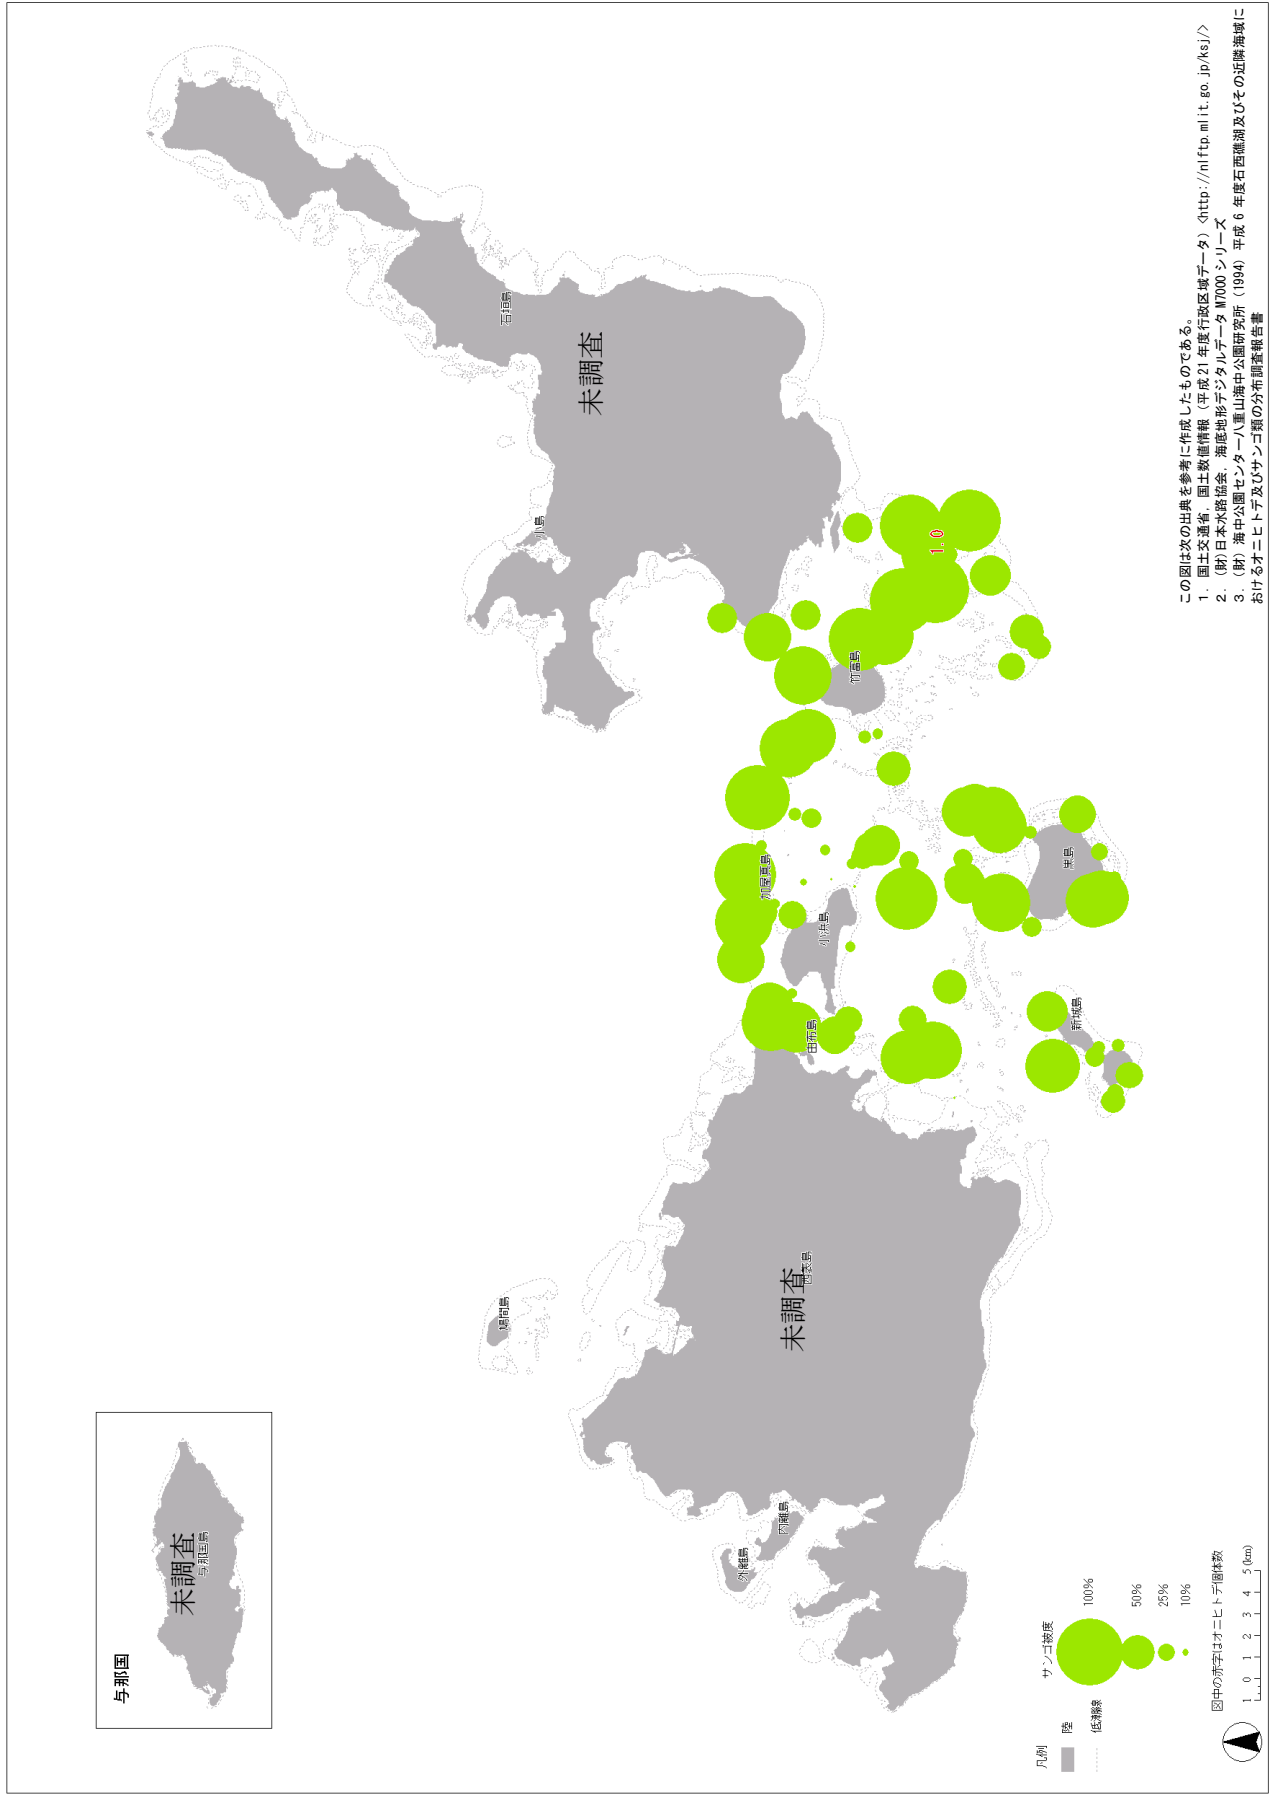 与那国
未調査
与那国島
鳩間島
外離島
内離島
未調査
西表島
由布島
小浜島
加屋真島
新城島
黒島
竹富島
小島
未調査
石垣島
凡例
陸
低潮線
サンゴ被度
100%
50%
25%
10%
図中の赤字はオニヒトデ個体数
1 0 1 2 3 4 5 (km)
1.0
この図は次の出典を参考に作成したものである。
1. 国土交通省. 国土数値情報（平成21年度行政区域データ）<http://nlftp.mlit.go.jp/ksj/>
2. （財)日本水路協会. 海底地形デジタルデータ M7000 シリーズ
3. （財）海中公園センター八重山海中公園研究所（1994）平成 6 年度石西礁湖及びその近隣海域に
おけるオニヒトデ及びサンゴ類の分布調査報告書